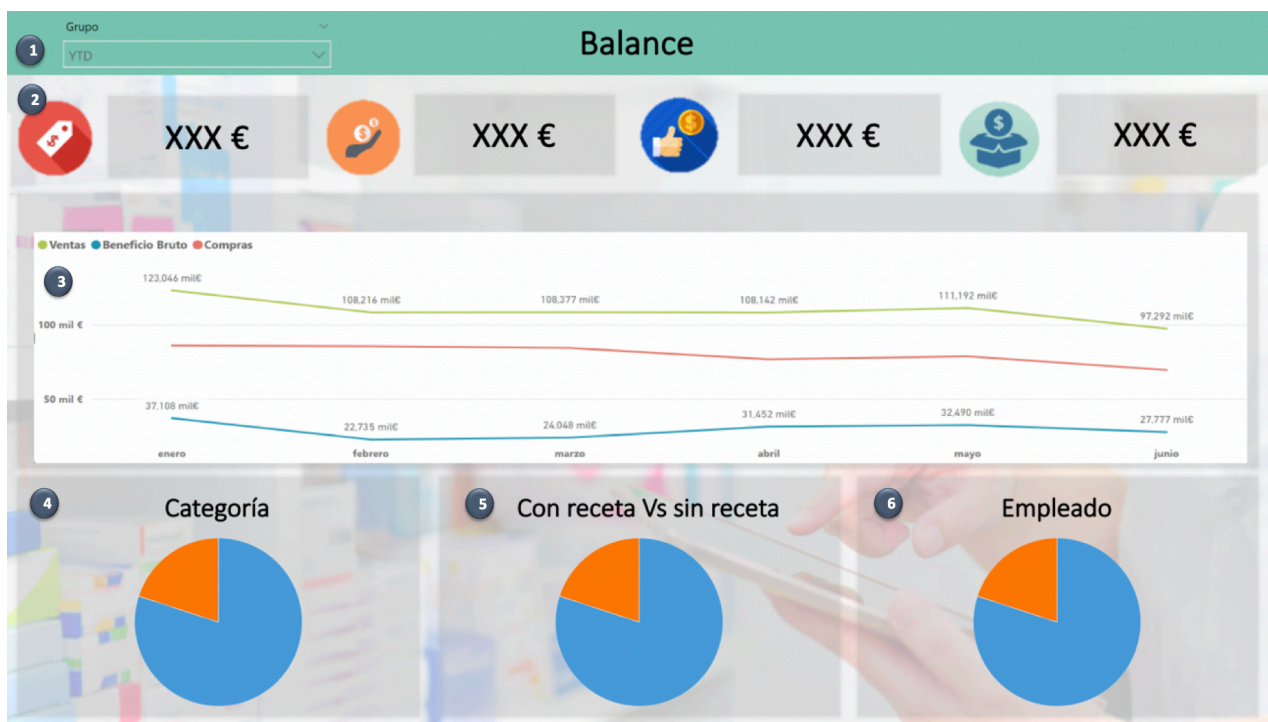 Grupo
1
YTD
Balance
2
XXX €
XXX €
XXX €
XXX €
Ventas Beneficio Bruto Compras
3
123,046 mil€
108,216 mil€
108,377 mil€
108,142 mil€
111,192 mil€
97,292 mil€
100 mil €
50 mil €
37,108 mil€
22,735 mil€
24,048 mil€
31,452 mil€
32,490 mil€
27,777 mil€
enero febrero marzo abril mayo junio
4
Categoría
5
Con receta Vs sin receta
6
Empleado